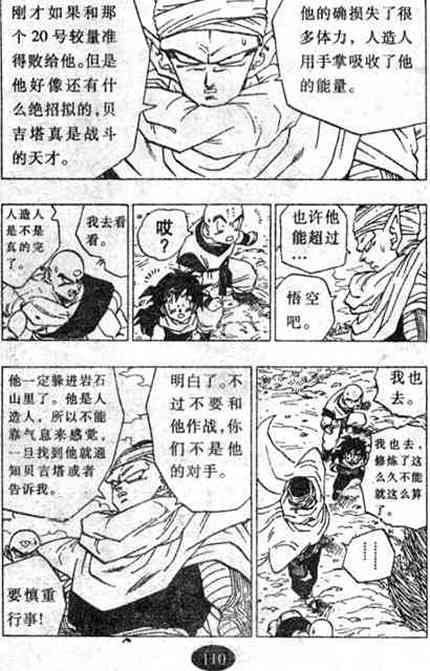 他的确损失了很
多体力，人造人
用手掌吸收了他
的能量。
刚才如果和那
个20号较量准
得败给他。但是
他好像还有什
么绝招拟的，贝
吉塔真是战斗
的天才。
也许他
能超过
…
悟空
吧。
哎
？
我去看
看。
人造人
是不是
真的完
了。
我也
去。
我也去，
修炼了这
么久不能
就这么算
了。
………
明白了。不
过不要和
他作战，你
们不是他
的对手。
他一定躲进岩石
山里了。他是人
造人，所以不能
靠气息来感觉，
一旦找到他就通
知贝吉塔或者
告诉我。
要慎重
行事！
110